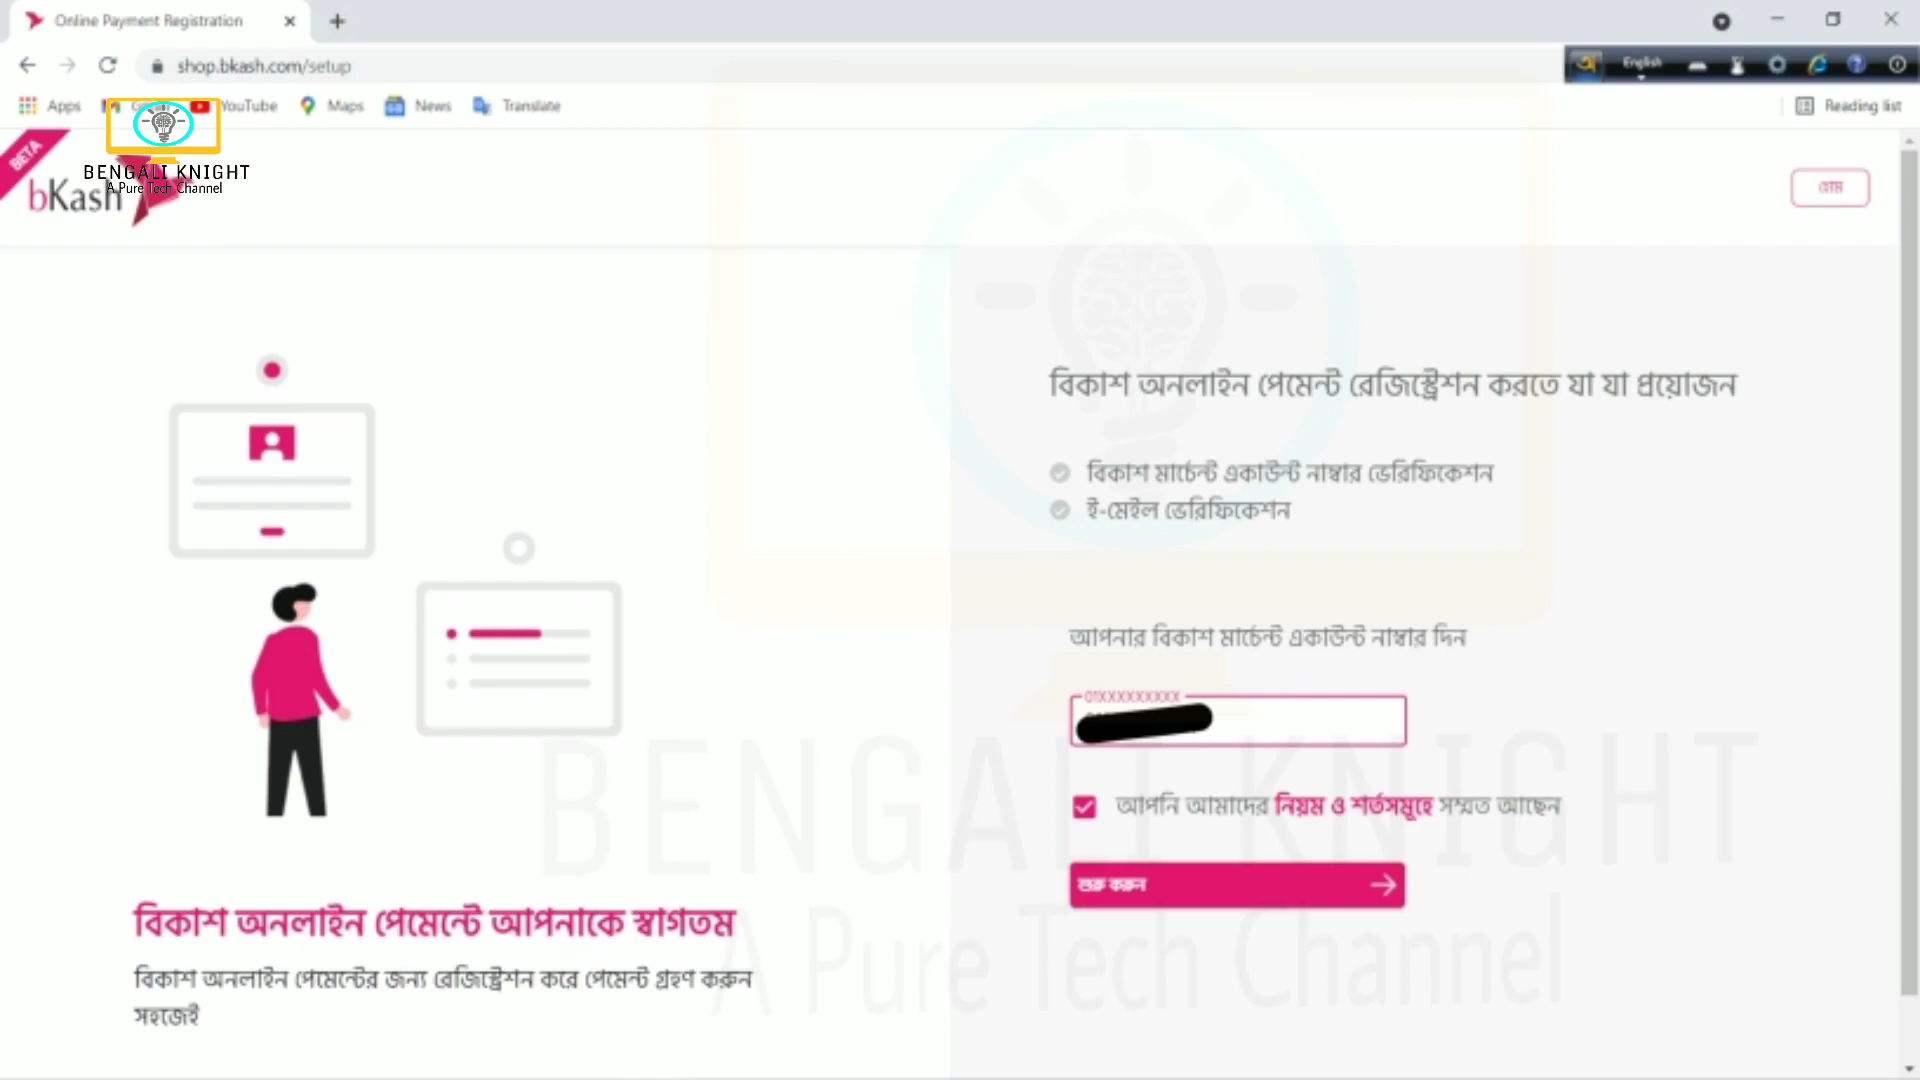 Online Payment Registration
shop.bkash.com/setup
English
Apps
YouTube
Maps
News
Translate
Reading list
BETA
BENGALI KNIGHT
A Pure Tech Channel
bKash
হোম
বিকাশ অনলাইন পেমেন্ট রেজিস্ট্রেশন করতে যা যা প্রয়োজন
বিকাশ মার্চেন্ট একাউন্ট নাম্বার ভেরিফিকেশন
ই-মেইল ভেরিফিকেশন
আপনার বিকাশ মার্চেন্ট একাউন্ট নাম্বার দিন
01XXXXXXXXX
আপনি আমাদের নিয়ম ও শর্তসমূহে সম্মত আছেন
শুরু করুন
বিকাশ অনলাইন পেমেন্টে আপনাকে স্বাগতম
বিকাশ অনলাইন পেমেন্টের জন্য রেজিস্ট্রেশন করে পেমেন্ট গ্রহণ করুন
সহজেই
BENGALI KNIGHT
A Pure Tech Channel